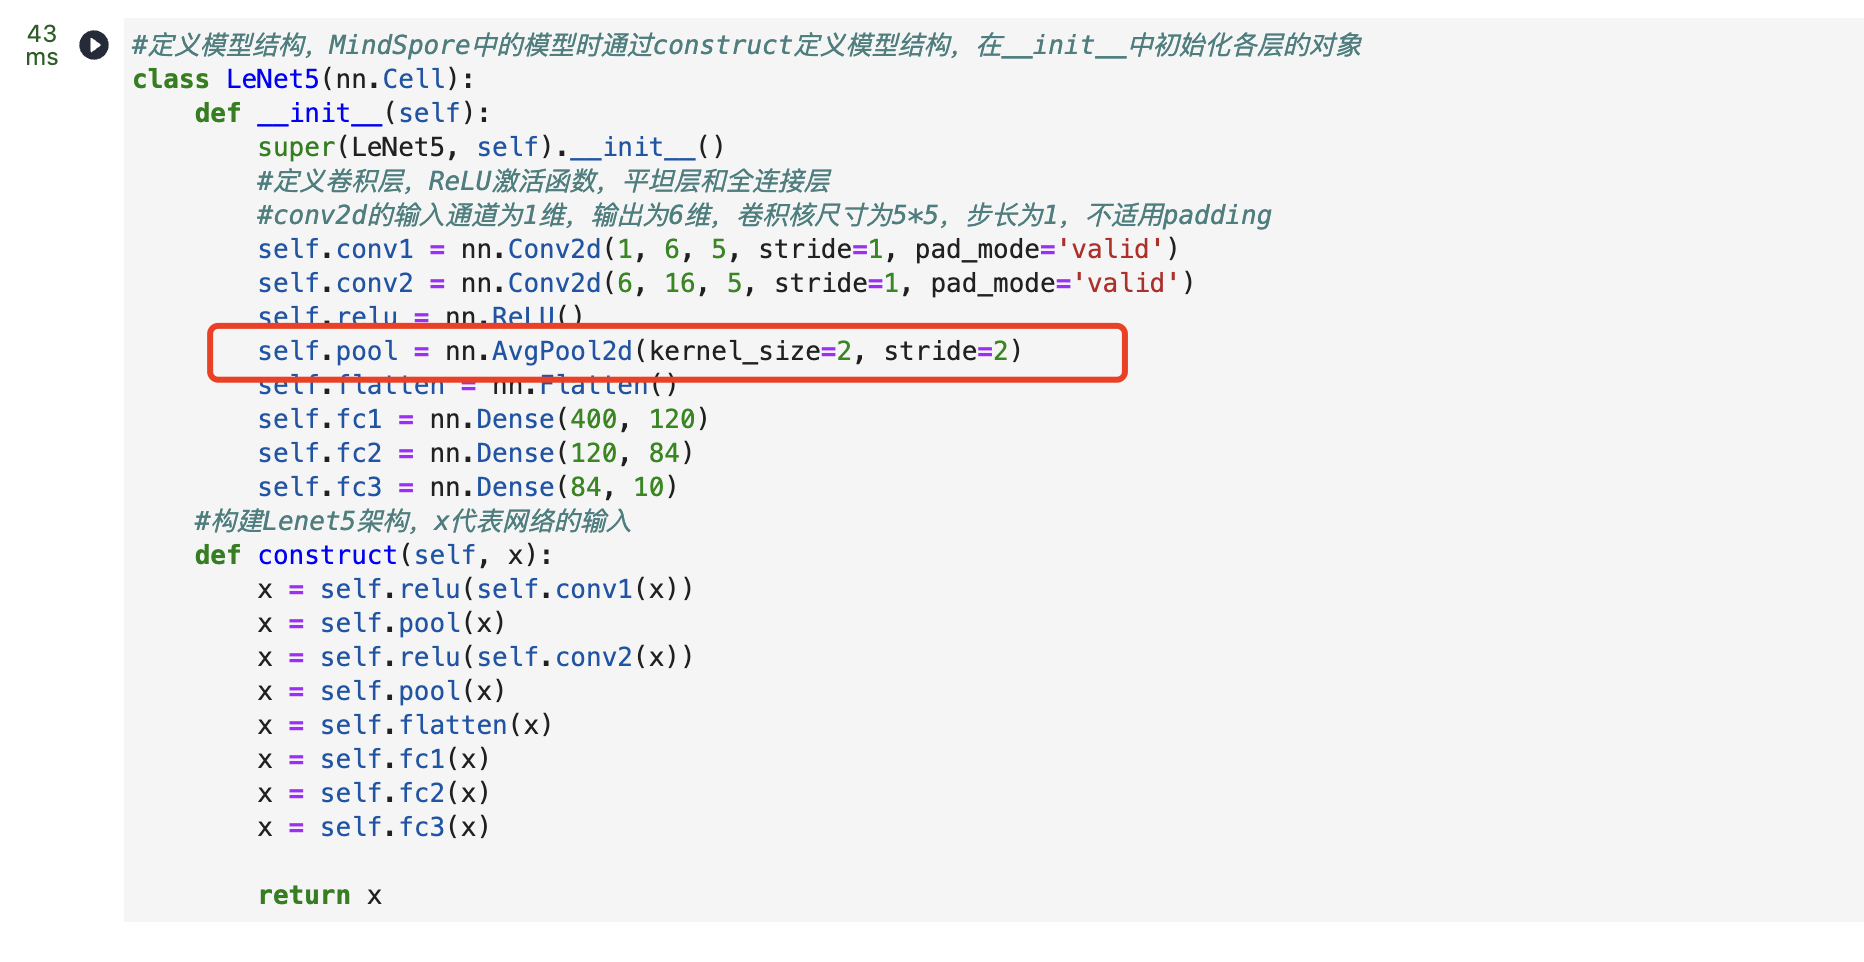 43
ms
#定义模型结构，MindSpore中的模型时通过construct定义模型结构，在__init__中初始化各层的对象
class LeNet5(nn.Cell):
    def __init__(self):
        super(LeNet5, self).__init__()
        #定义卷积层，ReLU激活函数，平坦层和全连接层
        #conv2d的输入通道为1维，输出为6维，卷积核尺寸为5*5，步长为1，不适用padding
        self.conv1 = nn.Conv2d(1, 6, 5, stride=1, pad_mode='valid')
        self.conv2 = nn.Conv2d(6, 16, 5, stride=1, pad_mode='valid')
        self.relu = nn.ReLU()
        self.pool = nn.AvgPool2d(kernel_size=2, stride=2)
        self.flatten = nn.Flatten()
        self.fc1 = nn.Dense(400, 120)
        self.fc2 = nn.Dense(120, 84)
        self.fc3 = nn.Dense(84, 10)
    #构建Lenet5架构，x代表网络的输入
    def construct(self, x):
        x = self.relu(self.conv1(x))
        x = self.pool(x)
        x = self.relu(self.conv2(x))
        x = self.pool(x)
        x = self.flatten(x)
        x = self.fc1(x)
        x = self.fc2(x)
        x = self.fc3(x)
        return x